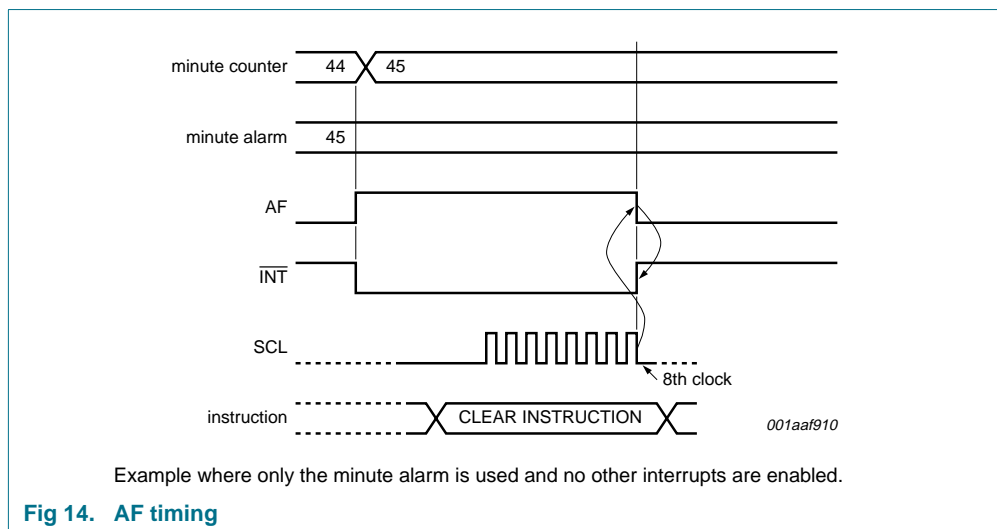 minute counter 44 45
minute alarm 45
AF
INT
SCL
8th clock
instruction CLEAR INSTRUCTION
001aaf910
Example where only the minute alarm is used and no other interrupts are enabled.
Fig 14. AF timing